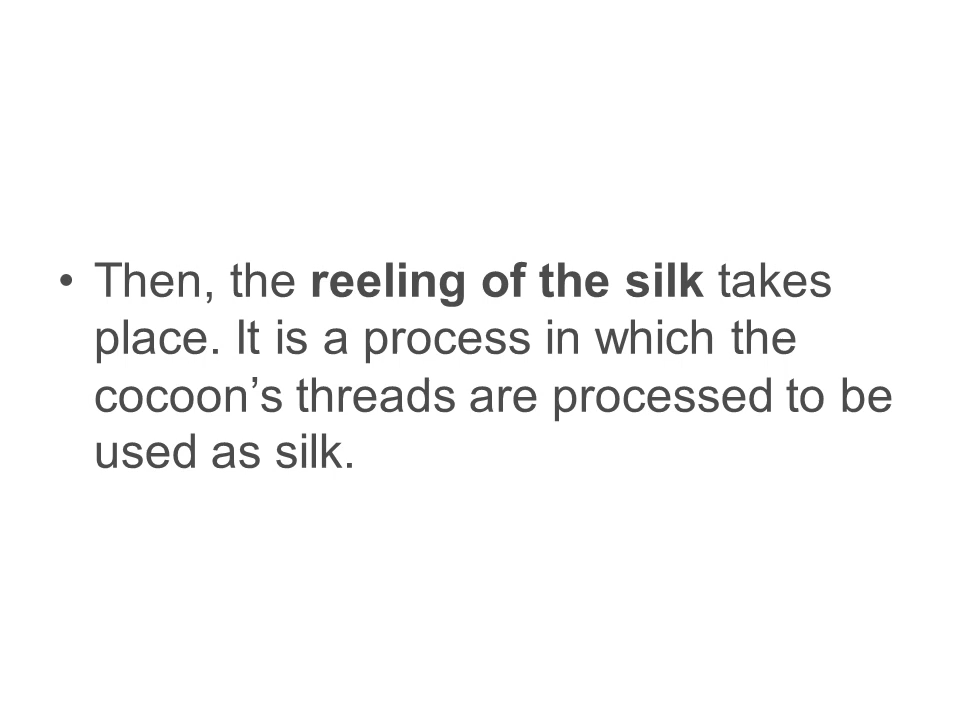 • Then, the reeling of the silk takes
place. It is a process in which the
cocoon’s threads are processed to be
used as silk.